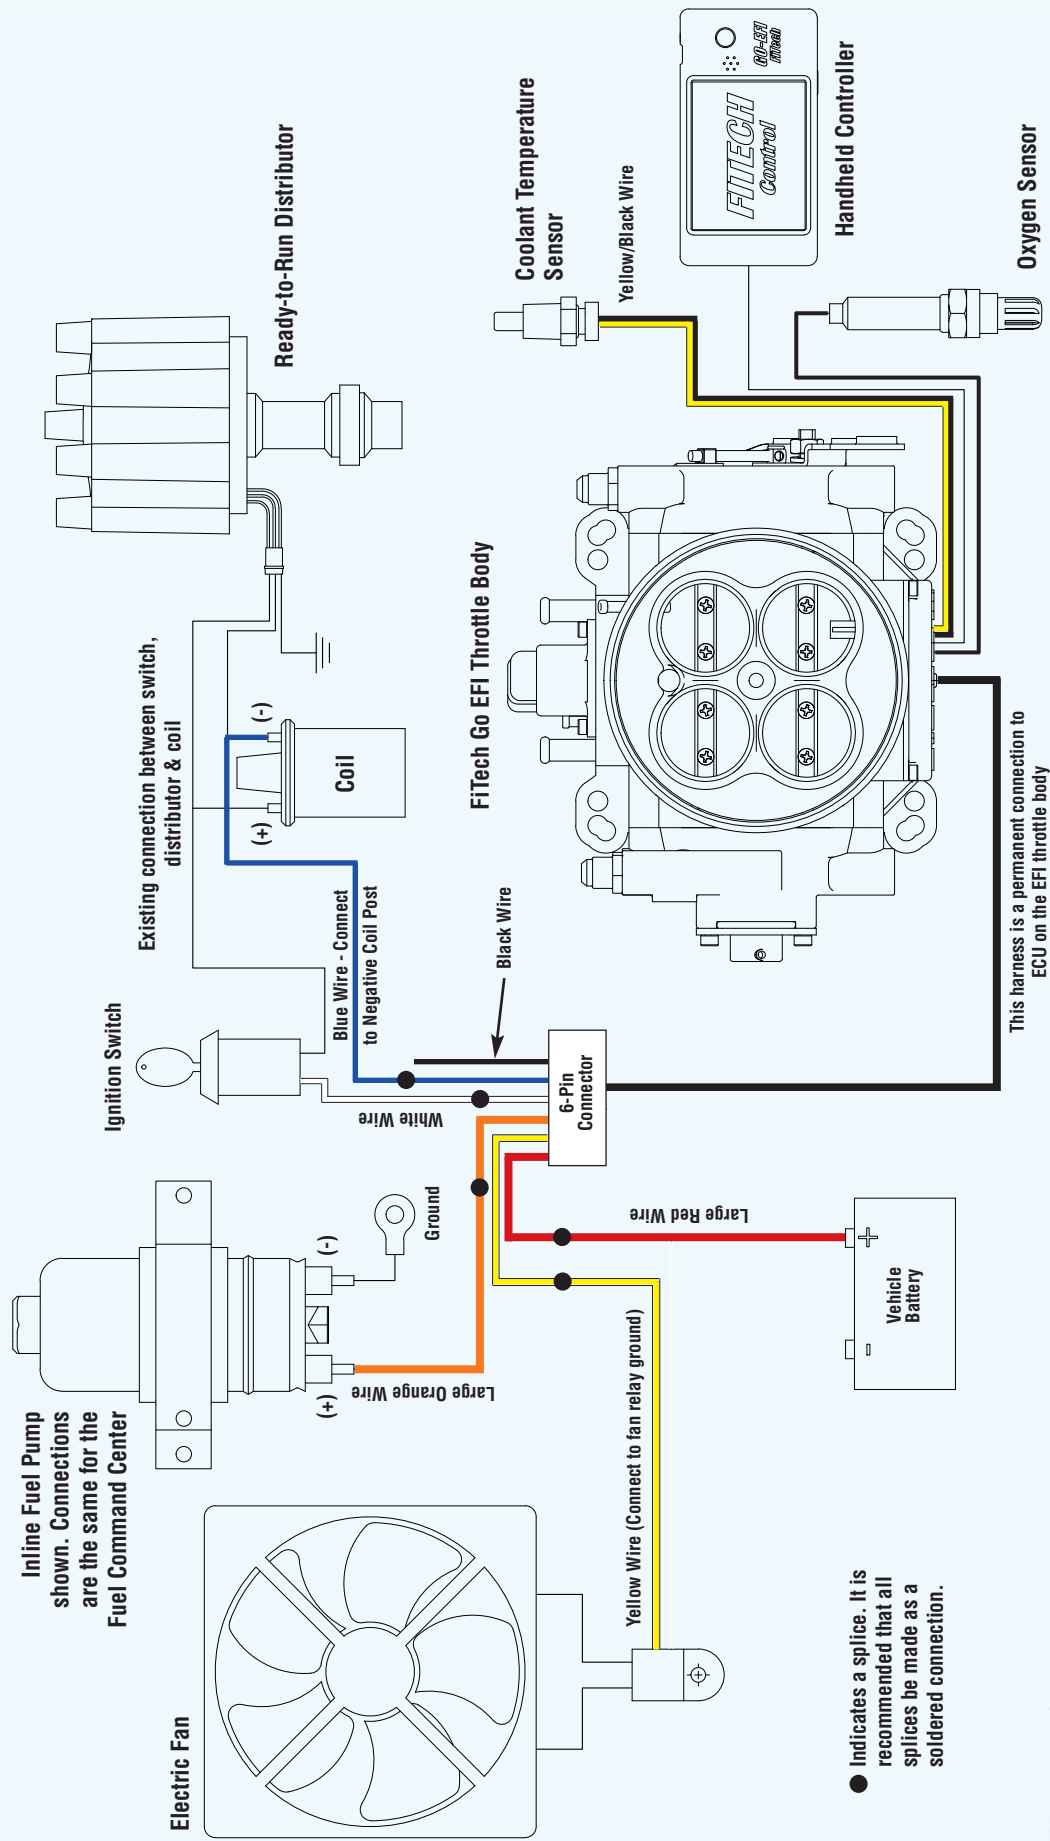 Inline Fuel Pump
shown. Connections
are the same for the
Fuel Command Center
(+)
(-)
Ground
Large Orange Wire
Electric Fan
Yellow Wire (Connect to fan relay ground)
Indicates a splice. It is
recommended that all
splices be made as a
soldered connection.
Ignition Switch
White Wire
Blue Wire - Connect
to Negative Coil Post
Black Wire
6-Pin
Connector
Large Red Wire
Vehicle
Battery
+
-
Existing connection between switch,
distributor & coil
(+)
(-)
Coil
Ready-to-Run Distributor
FiTech Go EFI Throttle Body
This harness is a permanent connection to
ECU on the EFI throttle body
Coolant Temperature
Sensor
Yellow/Black Wire
FITECH
Control
GO-EFI
FiTech
Handheld Controller
Oxygen Sensor